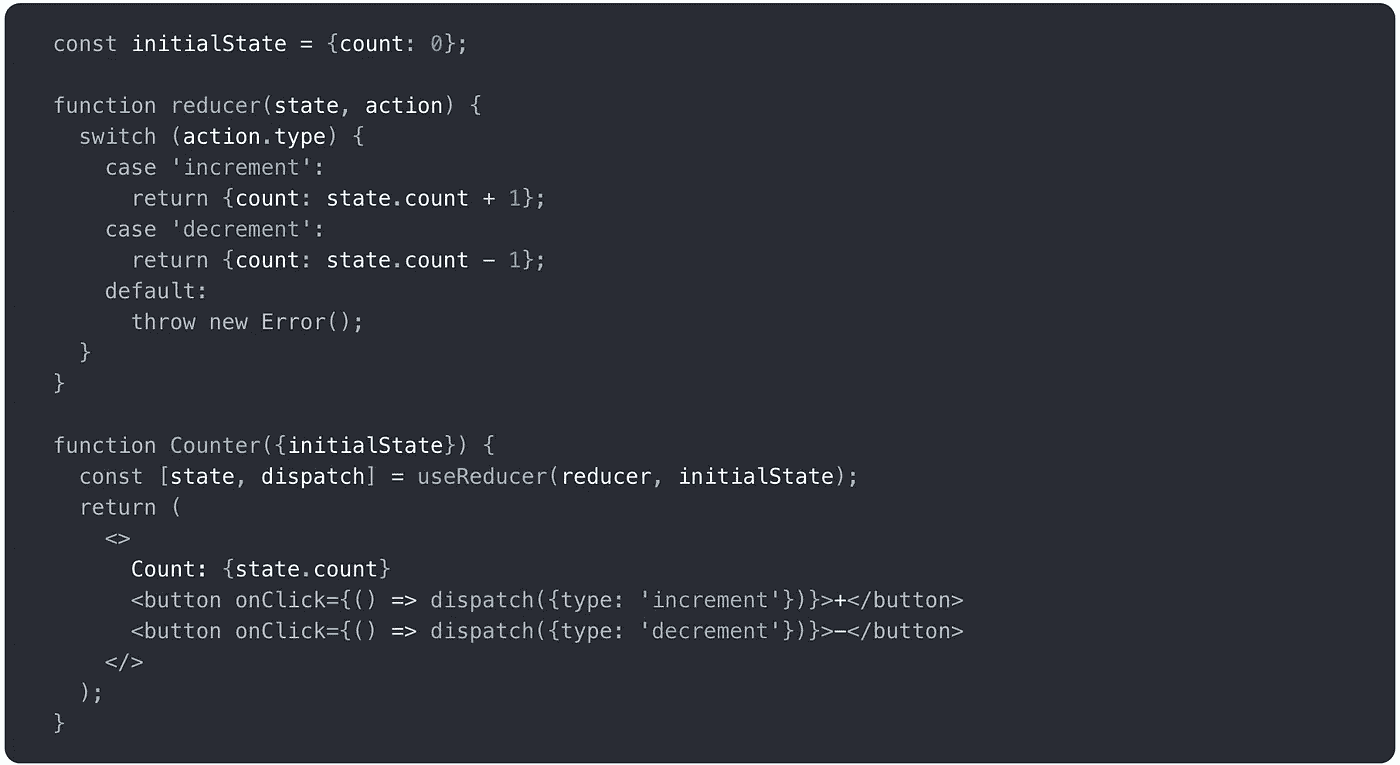 const initialState = {count: 0};

function reducer(state, action) {
  switch (action.type) {
    case 'increment':
      return {count: state.count + 1};
    case 'decrement':
      return {count: state.count − 1};
    default:
      throw new Error();
  }
}

function Counter({initialState}) {
  const [state, dispatch] = useReducer(reducer, initialState);
  return (
    <>
      Count: {state.count}
      <button onClick={() => dispatch({type: 'increment'})}>+</button>
      <button onClick={() => dispatch({type: 'decrement'})}>−</button>
    </>
  );
}